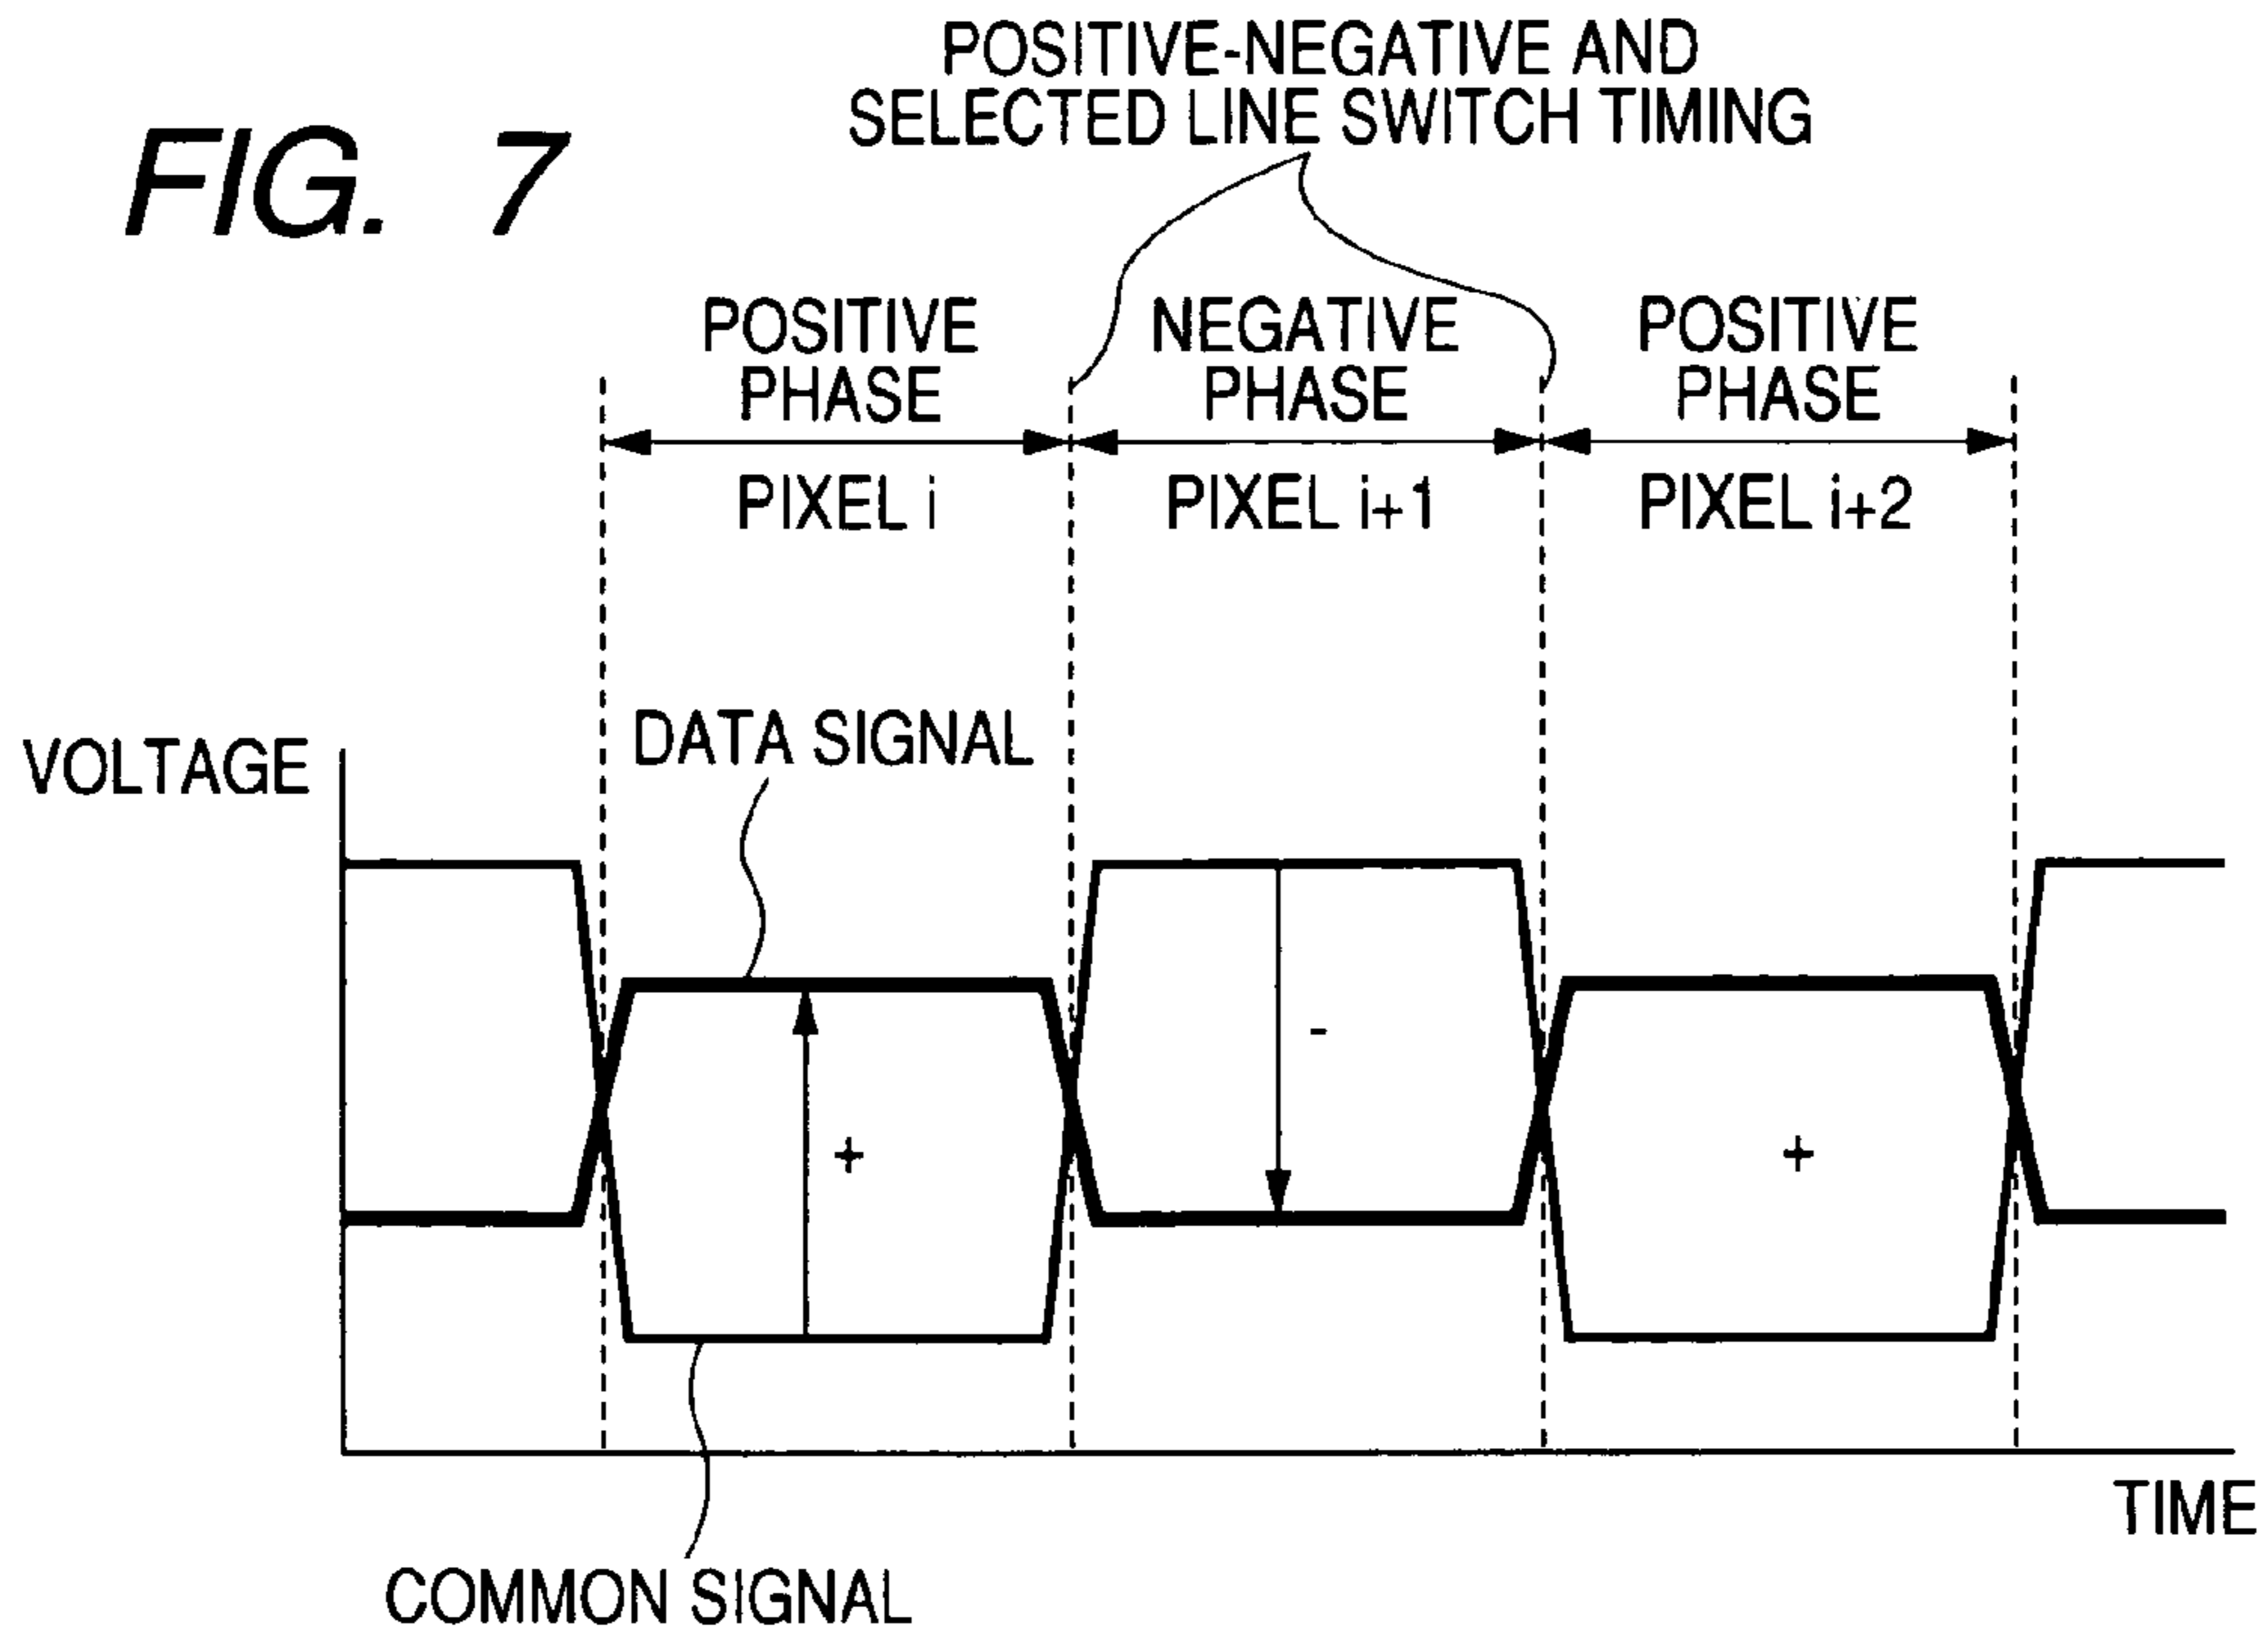 FIG. 7
POSITIVE-NEGATIVE AND
SELECTED LINE SWITCH TIMING
POSITIVE
PHASE
NEGATIVE
PHASE
POSITIVE
PHASE
PIXEL i
PIXEL i+1
PIXEL i+2
DATA SIGNAL
VOLTAGE
-
+
+
TIME
COMMON SIGNAL